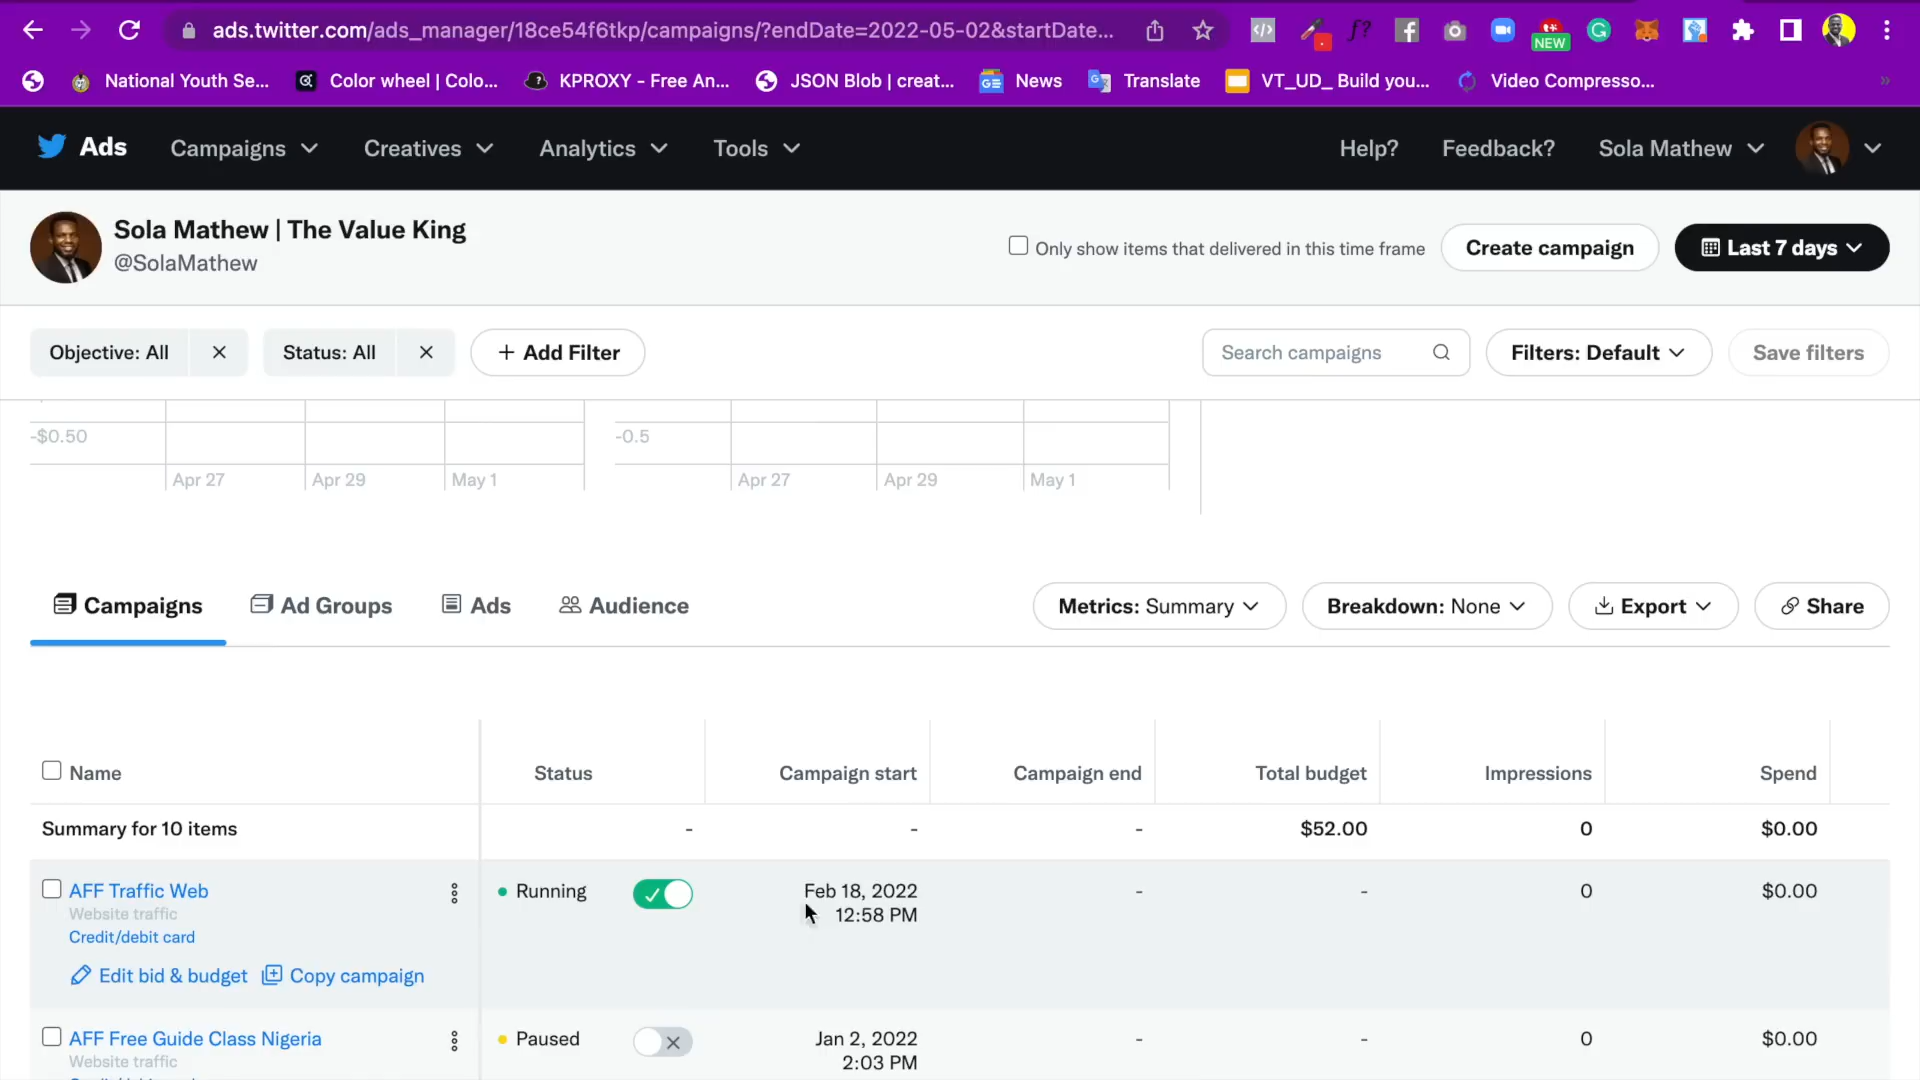 ads.twitter.com/ads_manager/18ce54f6tkp/campaigns/?endDate=2022-05-02&startDate...
NEW
National Youth Se...
Color wheel | Colo...
KPROXY - Free An...
JSON Blob | creat...
News
Translate
VT_UD_ Build you...
Video Compresso...
Ads
Campaigns
Creatives
Analytics
Tools
Help?
Feedback?
Sola Mathew
Sola Mathew | The Value King
@SolaMathew
Only show items that delivered in this time frame
Create campaign
Last 7 days
Objective: All
Status: All
+ Add Filter
Search campaigns
Filters: Default
Save filters
-$0.50
Apr 27
Apr 29
May 1
-0.5
Apr 27
Apr 29
May 1
Campaigns
Ad Groups
Ads
Audience
Metrics: Summary
Breakdown: None
Export
Share
Name
Status
Campaign start
Campaign end
Total budget
Impressions
Spend
Summary for 10 items
-
-
-
$52.00
0
$0.00
AFF Traffic Web
Website traffic
Credit/debit card
Edit bid & budget
Copy campaign
Running
Feb 18, 2022
12:58 PM
-
-
0
$0.00
AFF Free Guide Class Nigeria
Website traffic
Paused
Jan 2, 2022
2:03 PM
-
-
0
$0.00